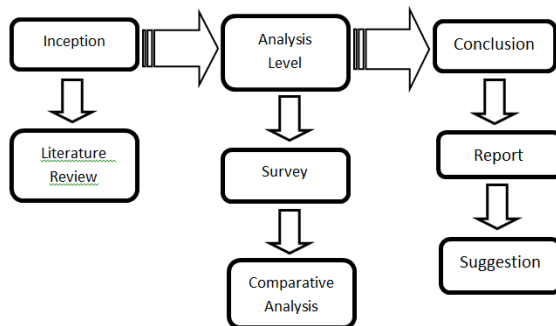 Inception
Analysis
Level
Conclusion
Literature
Review
Survey
Report
Comparative
Analysis
Suggestion